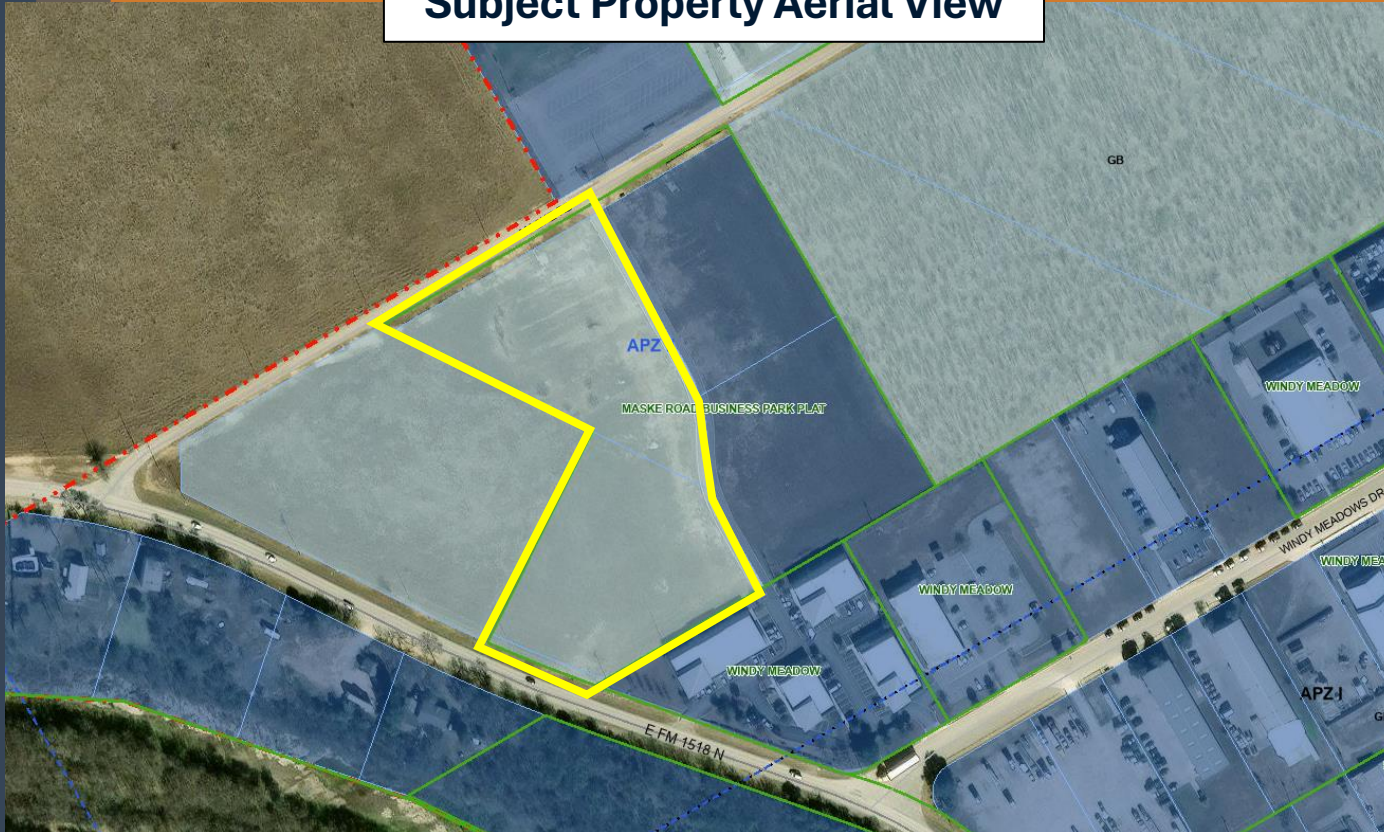 Subject Property Aerial View
GB
APZ
WINDY MEADOW
MASKE ROAD BUSINESS PARK PLAT
WINDY MEADOWS DR
WINDY MEA
WINDY MEADOW
WINDY MEADOW
APZ I
G
E FM 1518 N